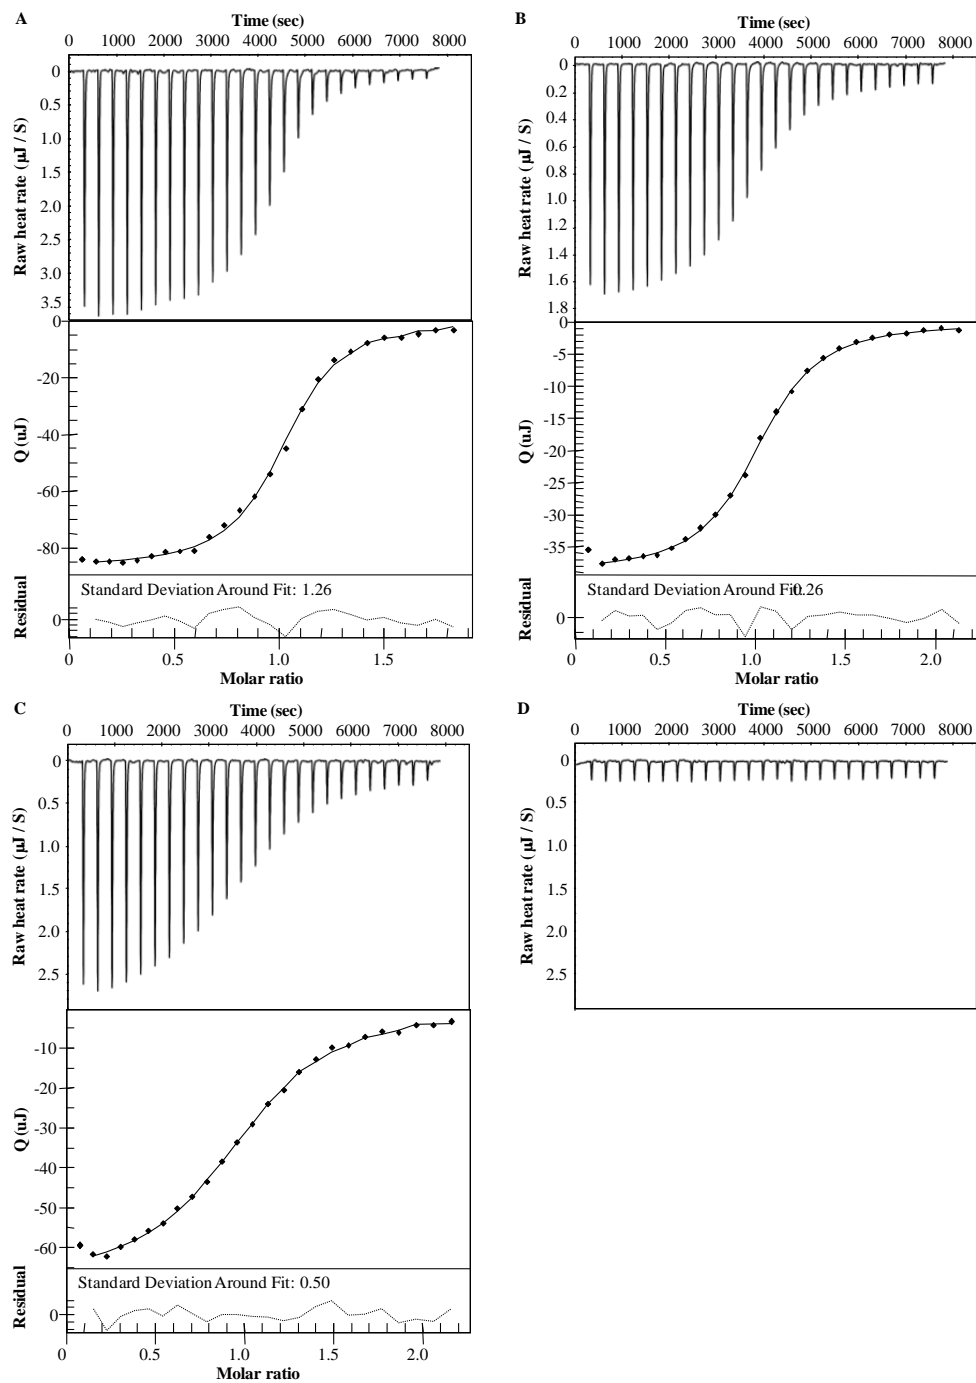 A
Time (sec)
0 1000 2000 3000 4000 5000 6000 7000 8000
Raw heat rate (µJ / S)
0
0.5
1.0
1.5
2.0
2.5
3.0
3.5
Q (uJ)
0
-20
-40
-60
-80
Standard Deviation Around Fit: 1.26
Residual
0
0 0.5 1.0 1.5
Molar ratio
B
Time (sec)
0 1000 2000 3000 4000 5000 6000 7000 8000
Raw heat rate (µJ / S)
0
0.2
0.4
0.6
0.8
1.0
1.2
1.4
1.6
1.8
Q (uJ)
0
-5
-10
-15
-20
-25
-30
-35
Standard Deviation Around Fit: 0.26
Residual
0
0 0.5 1.0 1.5 2.0
Molar ratio
C
Time (sec)
0 1000 2000 3000 4000 5000 6000 7000 8000
Raw heat rate (µJ / S)
0
0.5
1.0
1.5
2.0
2.5
Q (uJ)
-10
-20
-30
-40
-50
-60
Standard Deviation Around Fit: 0.50
Residual
0
0 0.5 1.0 1.5 2.0
Molar ratio
D
Time (sec)
0 1000 2000 3000 4000 5000 6000 7000 8000
Raw heat rate (µJ / S)
0
0.5
1.0
1.5
2.0
2.5